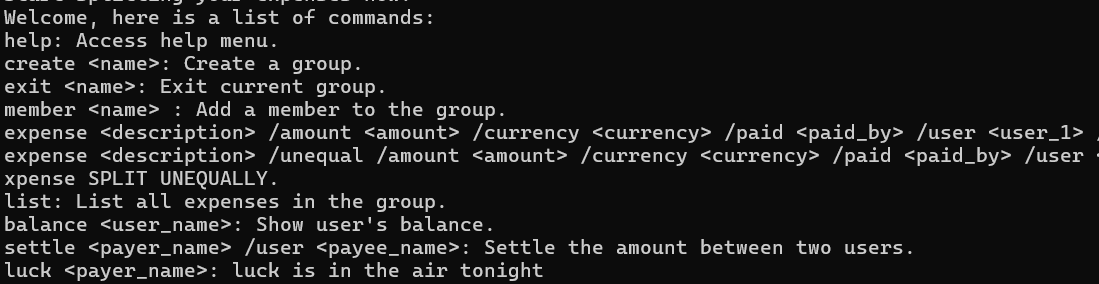 Welcome, here is a list of commands:
help: Access help menu.
create <name>: Create a group.
exit <name>: Exit current group.
member <name> : Add a member to the group.
expense <description> /amount <amount> /currency <currency> /paid <paid_by> /user <user_1> /
expense <description> /unequal /amount <amount> /currency <currency> /paid <paid_by> /user <
xpense SPLIT UNEQUALLY.
list: List all expenses in the group.
balance <user_name>: Show user's balance.
settle <payer_name> /user <payee_name>: Settle the amount between two users.
luck <payer_name>: luck is in the air tonight